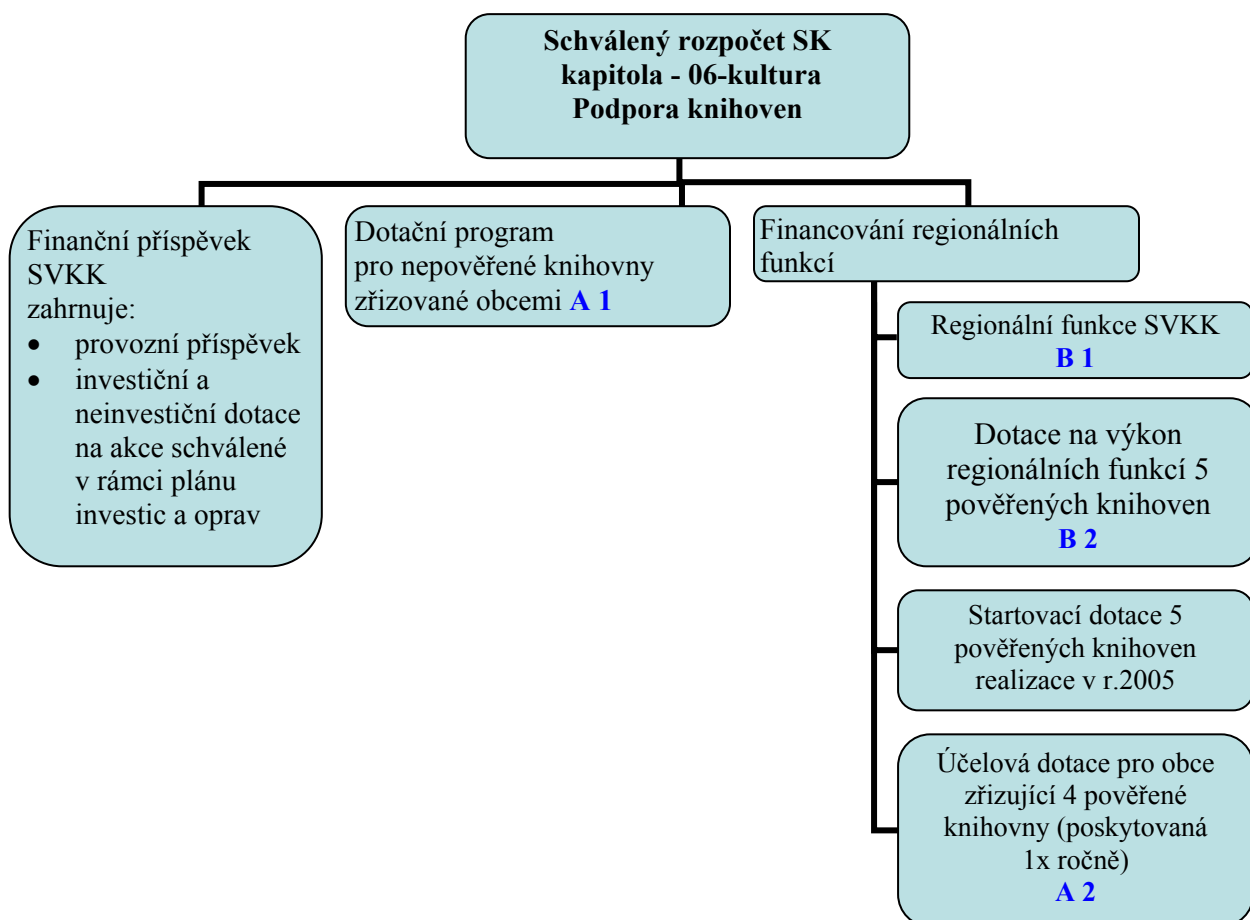 Schválený rozpočet SK
kapitola - 06-kultura
Podpora knihoven
Finanční příspěvek
SVKK
zahrnuje:
• provozní příspěvek
• investiční a
neinvestiční dotace
na akce schválené
v rámci plánu
investic a oprav
Dotační program
pro nepověřené knihovny
zřizované obcemi A 1
Financování regionálních
funkcí
Regionální funkce SVKK
B 1
Dotace na výkon
regionálních funkcí 5
pověřených knihoven
B 2
Startovací dotace 5
pověřených knihoven
realizace v r.2005
Účelová dotace pro obce
zřizující 4 pověřené
knihovny (poskytovaná
1x ročně)
A 2